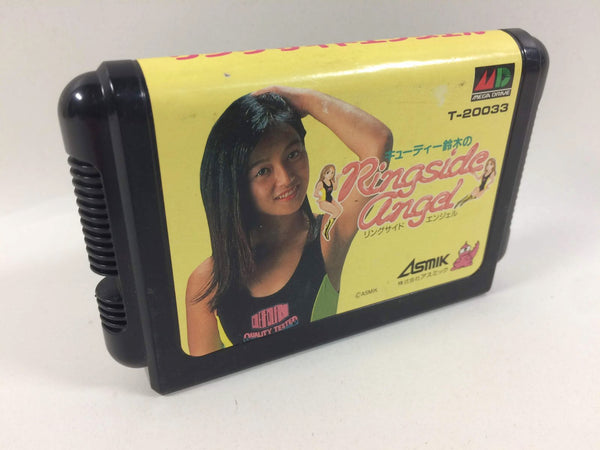 MEGA DRIVE
T-20033
キューティー鈴木の
Ringside
angel
リングサイド エンジェル
ASMIK
株式会社アスミック
©ASMIK
QUALITY TESTED